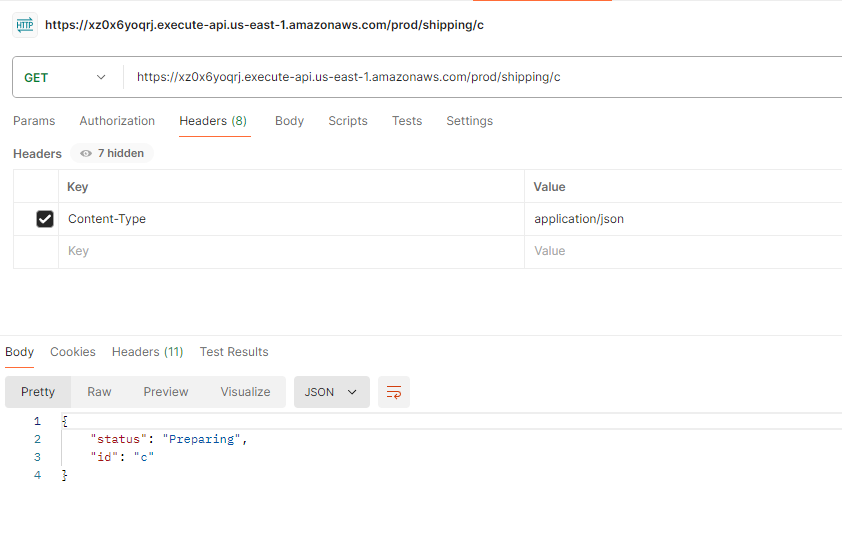 HTTP https://xz0x6yoqrj.execute-api.us-east-1.amazonaws.com/prod/shipping/c
GET https://xz0x6yoqrj.execute-api.us-east-1.amazonaws.com/prod/shipping/c
Params Authorization Headers (8) Body Scripts Tests Settings
Headers 7 hidden
Key Value
Content-Type application/json
Key Value
Body Cookies Headers (11) Test Results
Pretty Raw Preview Visualize JSON
1 {
2 "status": "Preparing",
3 "id": "c"
4 }